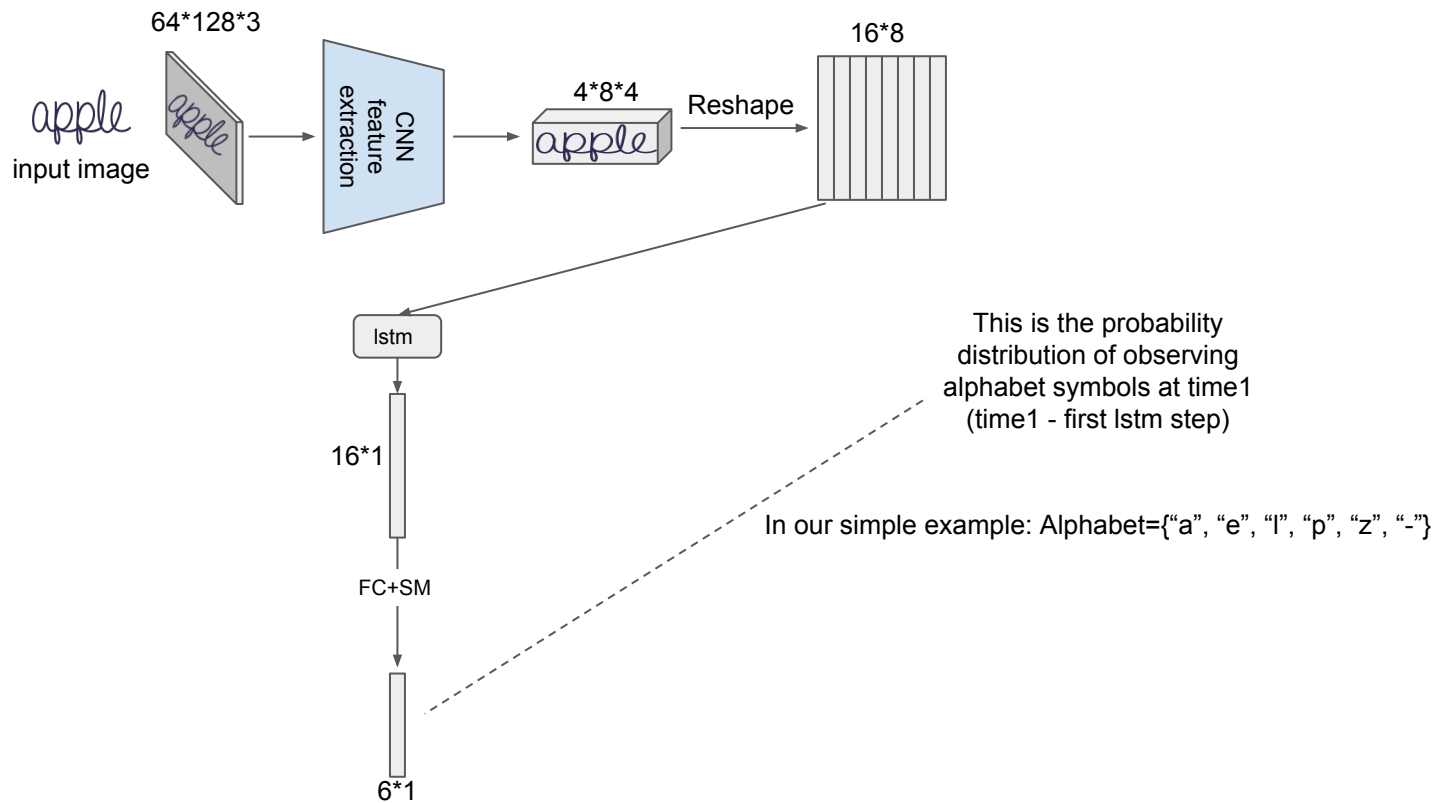 64*128*3
16*8
4*8*4
Reshape
apple
apple
CNN
feature
extraction
apple
input image
lstm
This is the probability
distribution of observing
alphabet symbols at time1
(time1 - first lstm step)
16*1
In our simple example: Alphabet={“a”, “e”, “l”, “p”, “z”, “-”}
FC+SM
6*1